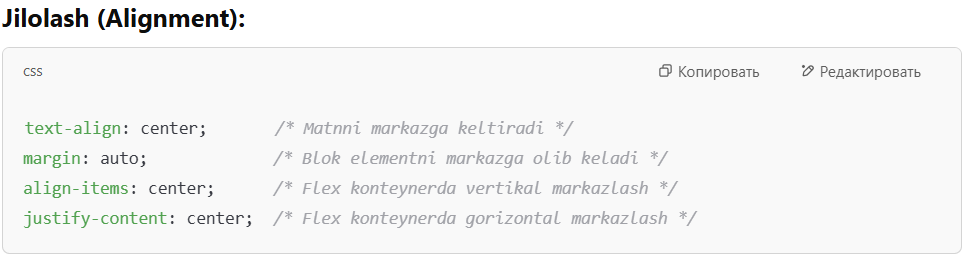 Jilolash (Alignment):
css
Копировать
Редактировать
text-align: center; /* Matnni markazga keltiradi */
margin: auto; /* Blok elementni markazga olib keladi */
align-items: center; /* Flex konteynerda vertikal markazlash */
justify-content: center; /* Flex konteynerda gorizontal markazlash */